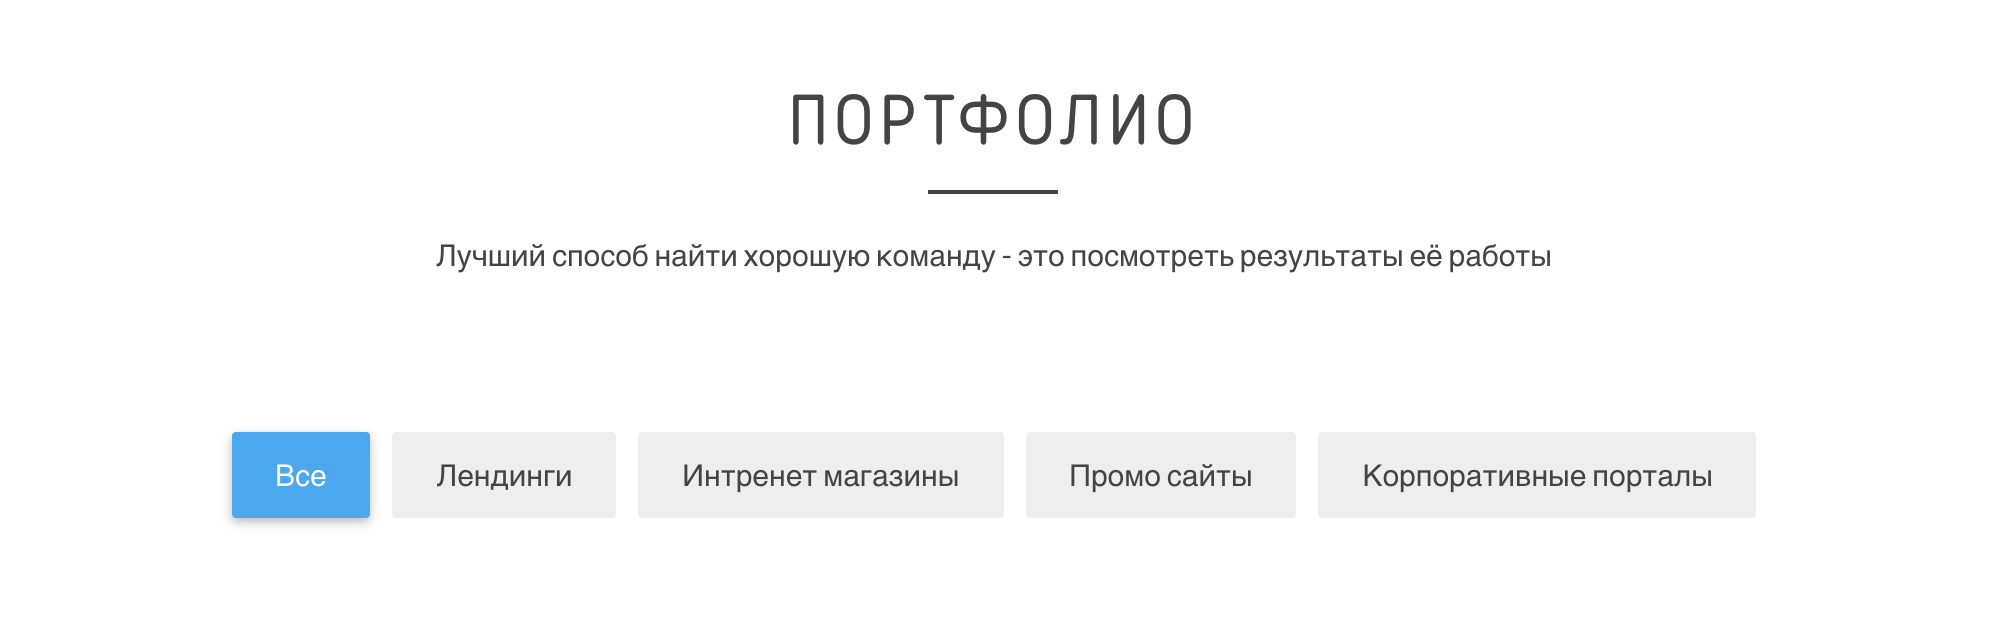 ПОРТФОЛИО
Лучший способ найти хорошую команду - это посмотреть результаты её работы
Все
Лендинги
Интренет магазины
Промо сайты
Корпоративные порталы